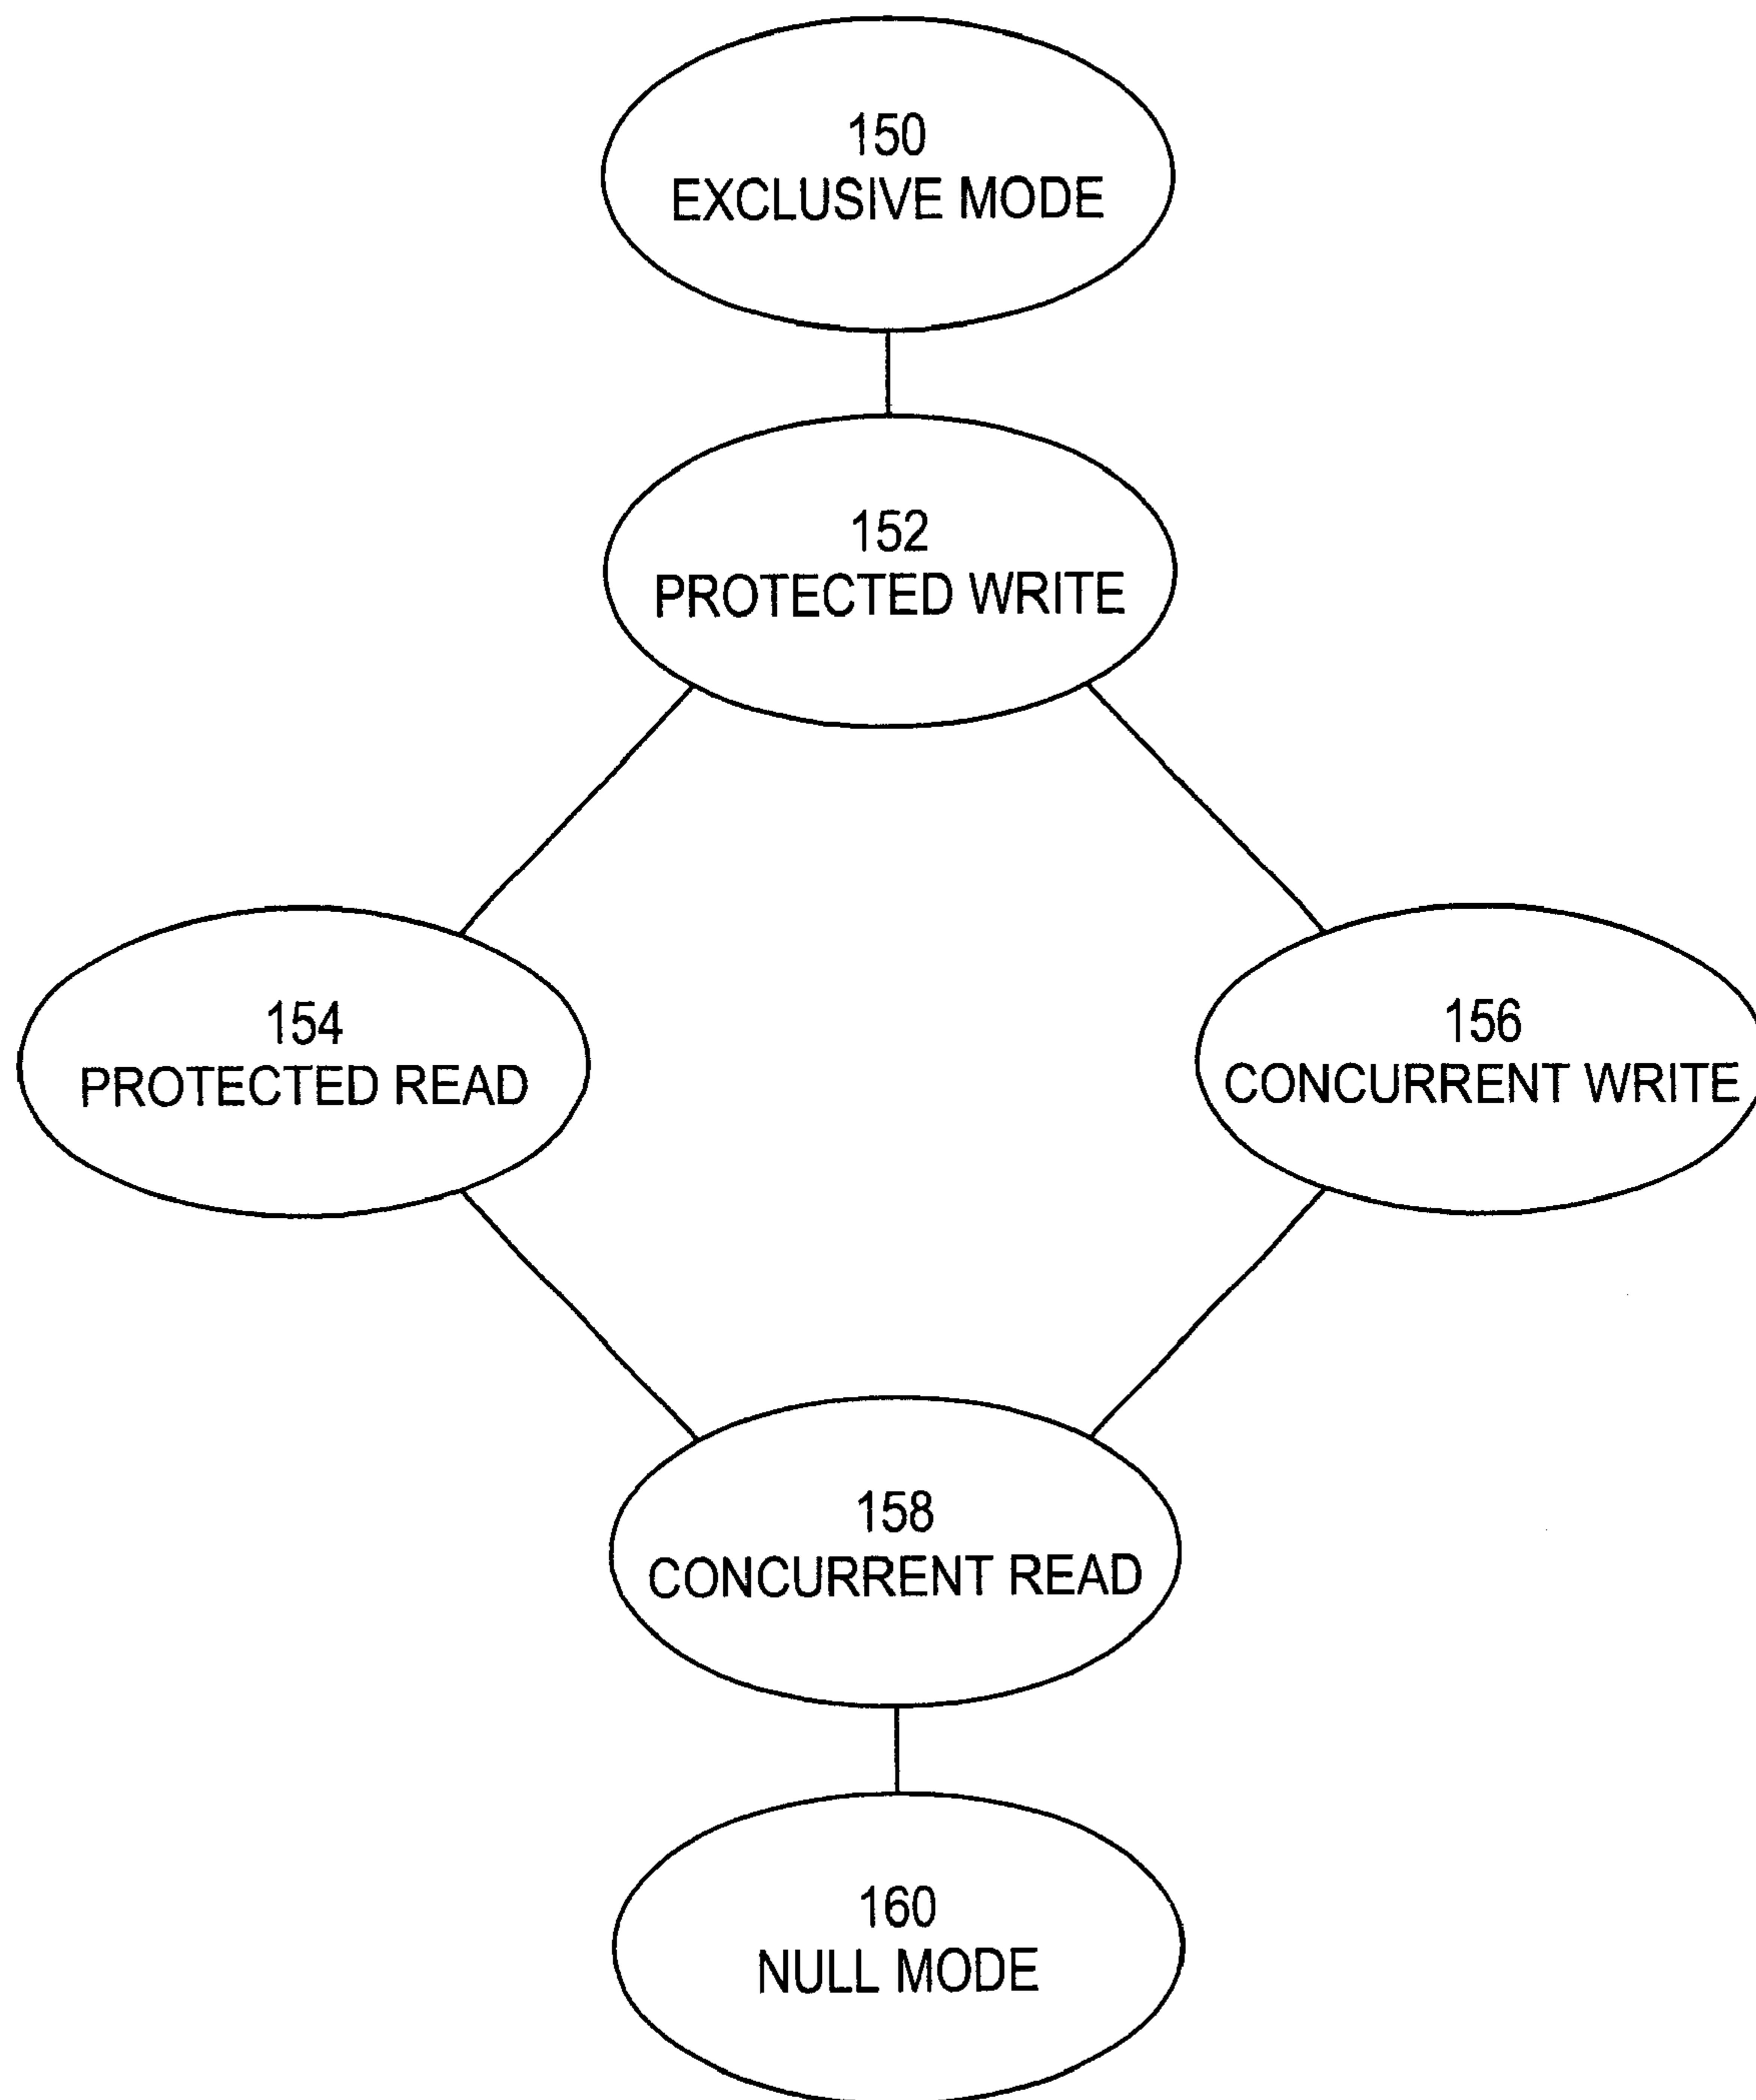 150
EXCLUSIVE MODE
152
PROTECTED WRITE
154
PROTECTED READ
156
CONCURRENT WRITE
158
CONCURRENT READ
160
NULL MODE